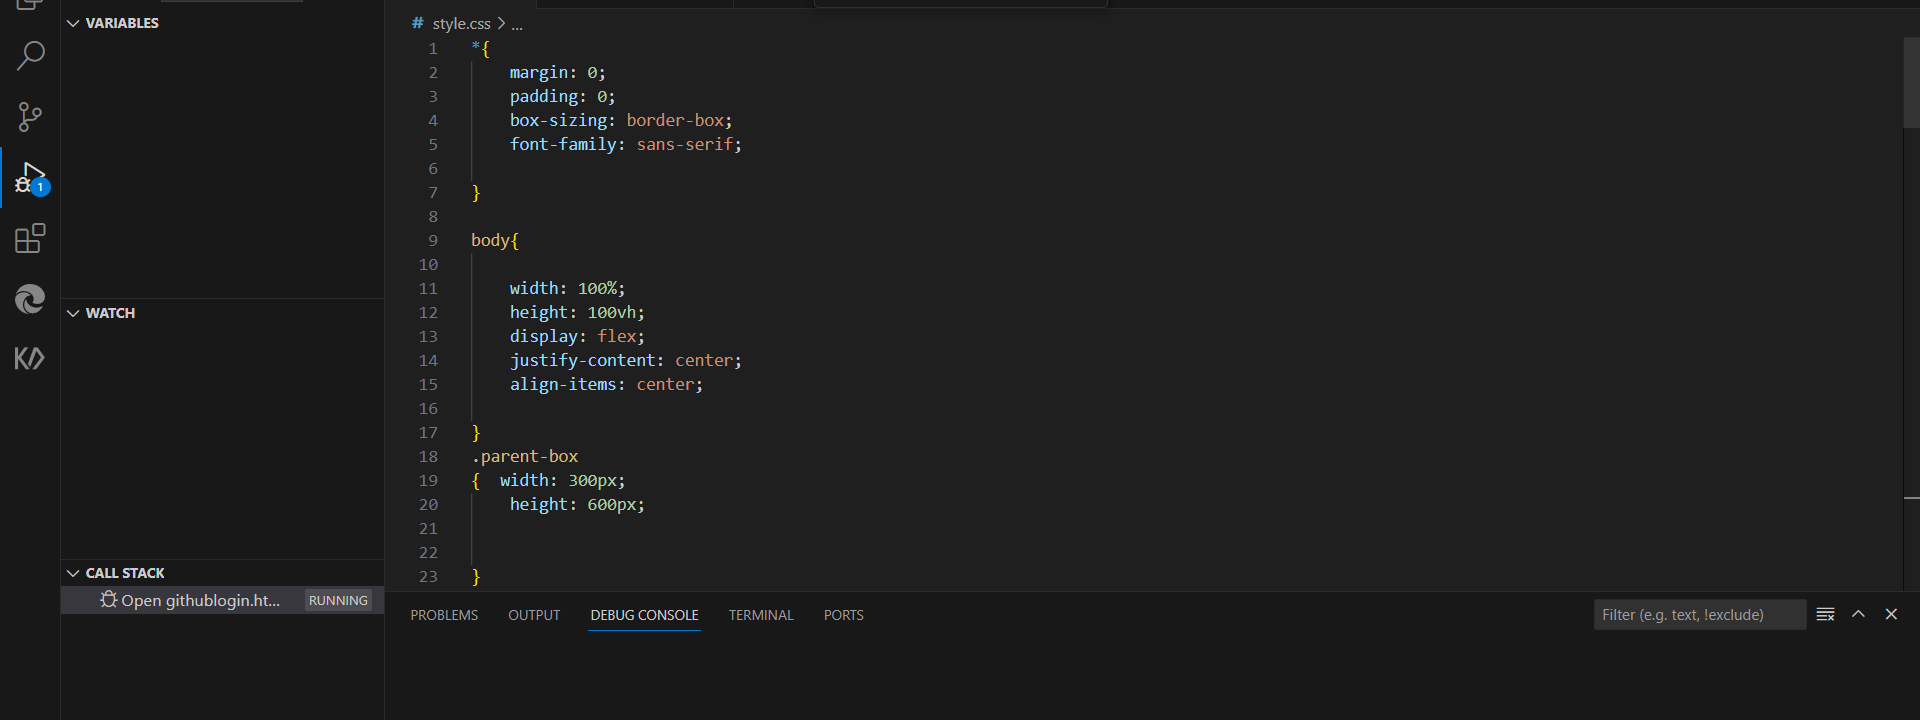 VARIABLES
WATCH
CALL STACK
Open githublogin.ht... RUNNING
1
# style.css > ...
1 *{
2 margin: 0;
3 padding: 0;
4 box-sizing: border-box;
5 font-family: sans-serif;
6
7 }
8
9 body{
10
11 width: 100%;
12 height: 100vh;
13 display: flex;
14 justify-content: center;
15 align-items: center;
16
17 }
18 .parent-box
19 { width: 300px;
20 height: 600px;
21
22
23 }
PROBLEMS OUTPUT DEBUG CONSOLE TERMINAL PORTS Filter (e.g. text, !exclude)